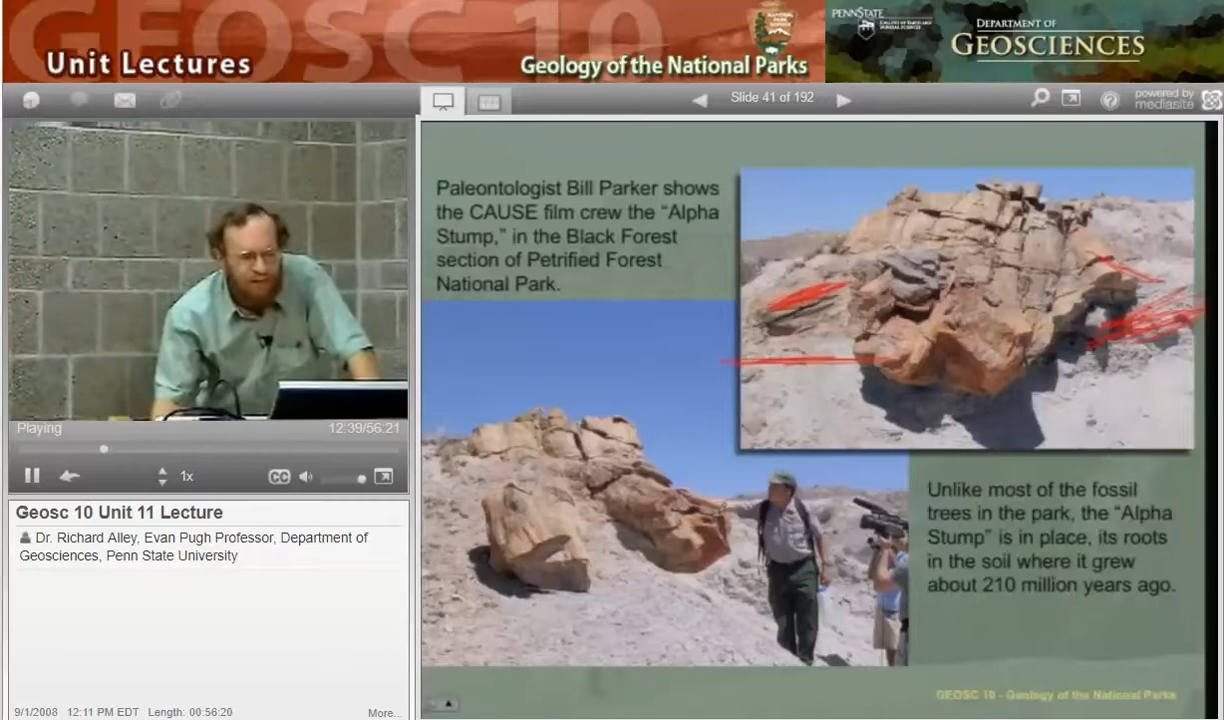 GEOSC 10
Unit Lectures
Geology of the National Parks
PENNSTATE
DEPARTMENT OF
GEOSCIENCES
Slide 41 of 192
powered by
mediasite
Paleontologist Bill Parker shows
the CAUSE film crew the “Alpha
Stump,” in the Black Forest
section of Petrified Forest
National Park.
Playing
12:39/56:21
1x
CC
Geosc 10 Unit 11 Lecture
Dr. Richard Alley, Evan Pugh Professor, Department of
Geosciences, Penn State University
Unlike most of the fossil
trees in the park, the “Alpha
Stump” is in place, its roots
in the soil where it grew
about 210 million years ago.
GEOSC 10 - Geology of the National Parks
9/1/2008 12:11 PM EDT Length: 00:56:20
More...